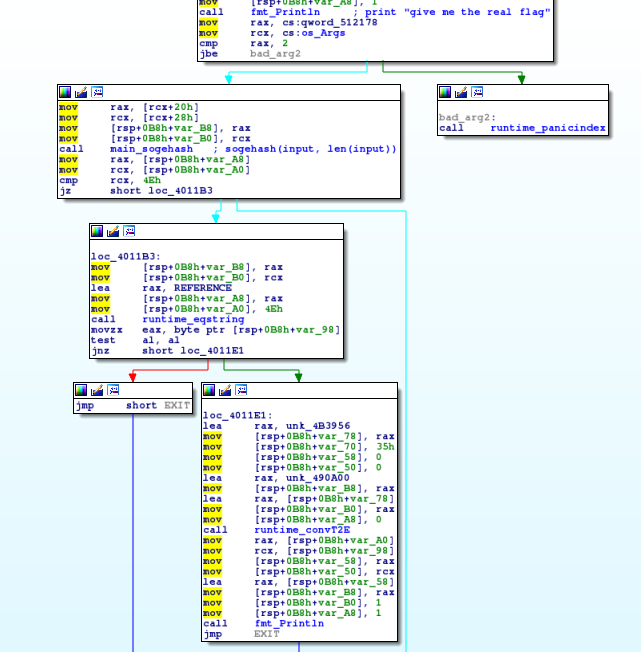 mov [rsp+0B8h+var_A8], 1
call fmt_Println ; print "give me the real flag"
mov rax, cs:qword_512178
mov rcx, cs:os_Args
cmp rax, 2
jbe bad_arg2
mov rax, [rcx+20h]
mov rcx, [rcx+28h]
mov [rsp+0B8h+var_B8], rax
mov [rsp+0B8h+var_B0], rcx
call main_sogehash ; sogehash(input, len(input))
mov rax, [rsp+0B8h+var_A8]
mov rcx, [rsp+0B8h+var_A0]
cmp rcx, 4Eh
jz short loc_4011B3
bad_arg2:
call runtime_panicindex
loc_4011B3:
mov [rsp+0B8h+var_B8], rax
mov [rsp+0B8h+var_B0], rcx
lea rax, REFERENCE
mov [rsp+0B8h+var_A8], rax
mov [rsp+0B8h+var_A0], 4Eh
call runtime_eqstring
movzx eax, byte ptr [rsp+0B8h+var_98]
test al, al
jnz short loc_4011E1
jmp short EXIT
loc_4011E1:
lea rax, unk_4B3956
mov [rsp+0B8h+var_78], rax
mov [rsp+0B8h+var_70], 35h
mov [rsp+0B8h+var_58], 0
mov [rsp+0B8h+var_50], 0
lea rax, unk_490A00
mov [rsp+0B8h+var_B8], rax
lea rax, [rsp+0B8h+var_78]
mov [rsp+0B8h+var_B0], rax
mov [rsp+0B8h+var_A8], 0
call runtime_convT2E
mov rax, [rsp+0B8h+var_A0]
mov rcx, [rsp+0B8h+var_98]
mov [rsp+0B8h+var_58], rax
mov [rsp+0B8h+var_50], rcx
lea rax, [rsp+0B8h+var_58]
mov [rsp+0B8h+var_B8], rax
mov [rsp+0B8h+var_B0], 1
mov [rsp+0B8h+var_A8], 1
call fmt_Println
jmp EXIT